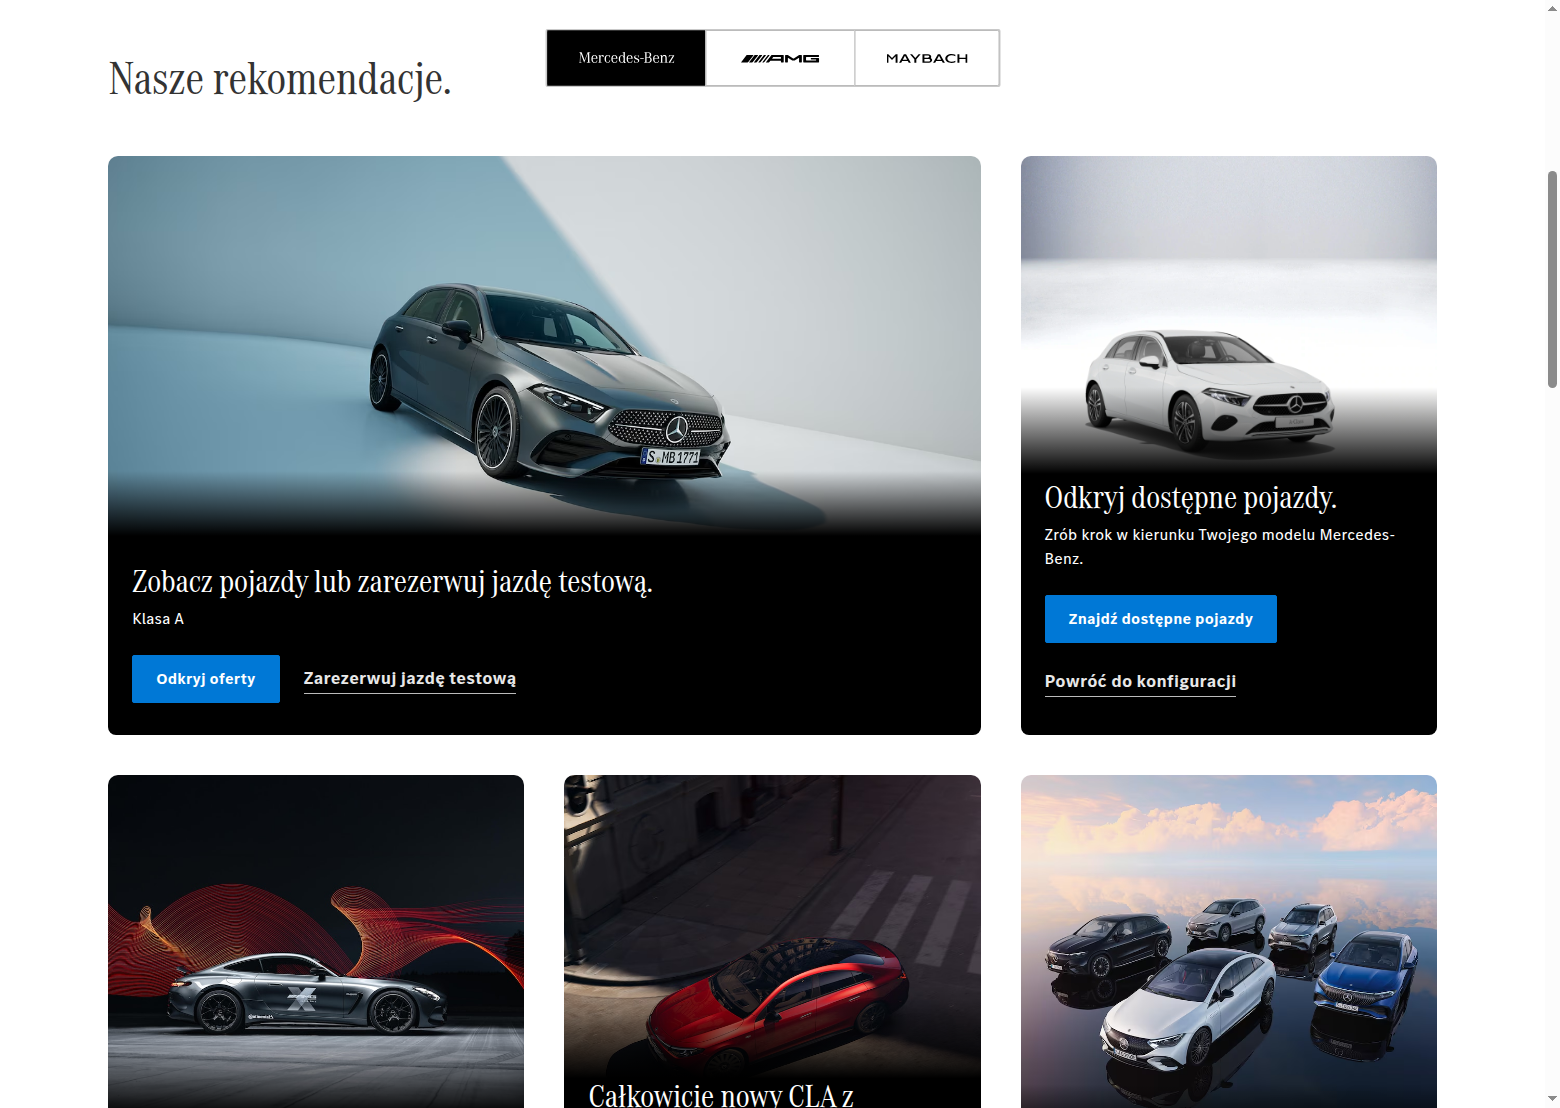 Nasze rekomendacje.
Mercedes-Benz
AMG
MAYBACH
S MB 1771
Zobacz pojazdy lub zarezerwuj jazdę testową.
Klasa A
Odkryj oferty
Zarezerwuj jazdę testową
Odkryj dostępne pojazdy.
Zrób krok w kierunku Twojego modelu Mercedes-
Benz.
Znajdź dostępne pojazdy
Powróć do konfiguracji
X
Całkowicie nowy CLA z